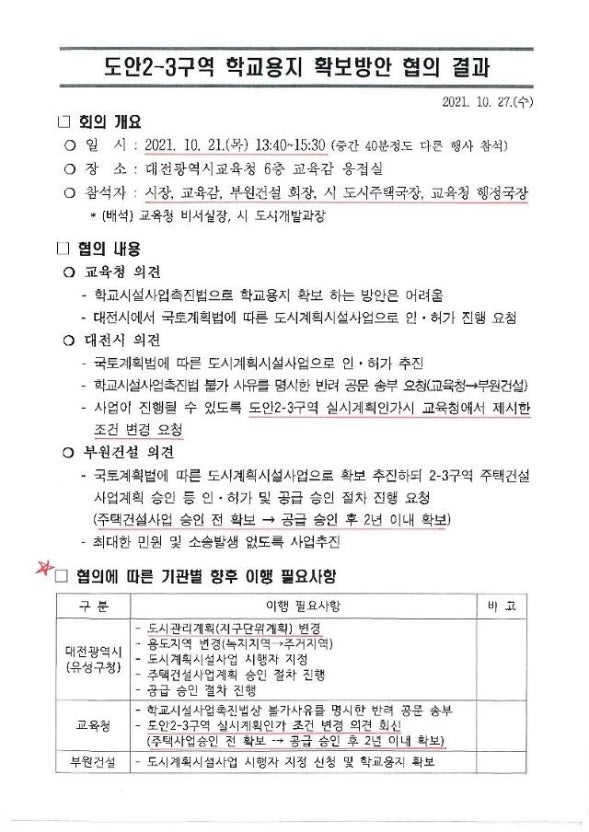 도안2-3구역 학교용지 확보방안 협의 결과
2021. 10. 27.(수)
□ 회의 개요
○ 일 시 : 2021. 10. 21.(목) 13:40~15:30 (중간 40분정도 다른 행사 참석)
○ 장 소 : 대전광역시교육청 6층 교육감 응접실
○ 참석자 : 시장, 교육감, 부원건설 회장, 시 도시주택국장, 교육청 행정국장
* (배석) 교육청 비서실장, 시 도시개발과장
□ 협의 내용
○ 교육청 의견
- 학교시설사업촉진법으로 학교용지 확보 하는 방안은 어려움
- 대전시에서 국토계획법에 따른 도시계획시설사업으로 인·허가 진행 요청
○ 대전시 의견
- 국토계획법에 따른 도시계획시설사업으로 인·허가 추진
- 학교시설사업촉진법 불가 사유를 명시한 반려 공문 송부 요청(교육청→부원건설)
- 사업이 진행될 수 있도록 도안2-3구역 실시계획인가시 교육청에서 제시한
조건 변경 요청
○ 부원건설 의견
- 국토계획법에 따른 도시계획시설사업으로 확보 추진하되 2-3구역 주택건설
사업계획 승인 등 인·허가 및 공급 승인 절차 진행 요청
(주택건설사업 승인 전 확보 → 공급 승인 후 2년 이내 확보)
- 최대한 민원 및 소송발생 없도록 사업추진
□ 협의에 따른 기관별 향후 이행 필요사항
구 분 이행 필요사항 비 고
대전광역시
(유성구청)
- 도시관리계획(지구단위계획) 변경
- 용도지역 변경(녹지지역→주거지역)
- 도시계획시설사업 시행자 지정
- 주택건설사업계획 승인 절차 진행
- 공급 승인 절차 진행
교육청
- 학교시설사업촉진법상 불가사유를 명시한 반려 공문 송부
- 도안2-3구역 실시계획인가 조건 변경 의견 회신
(주택사업승인 전 확보 → 공급 승인 후 2년 이내 확보)
부원건설 - 도시계획시설사업 시행자 지정 신청 및 학교용지 확보